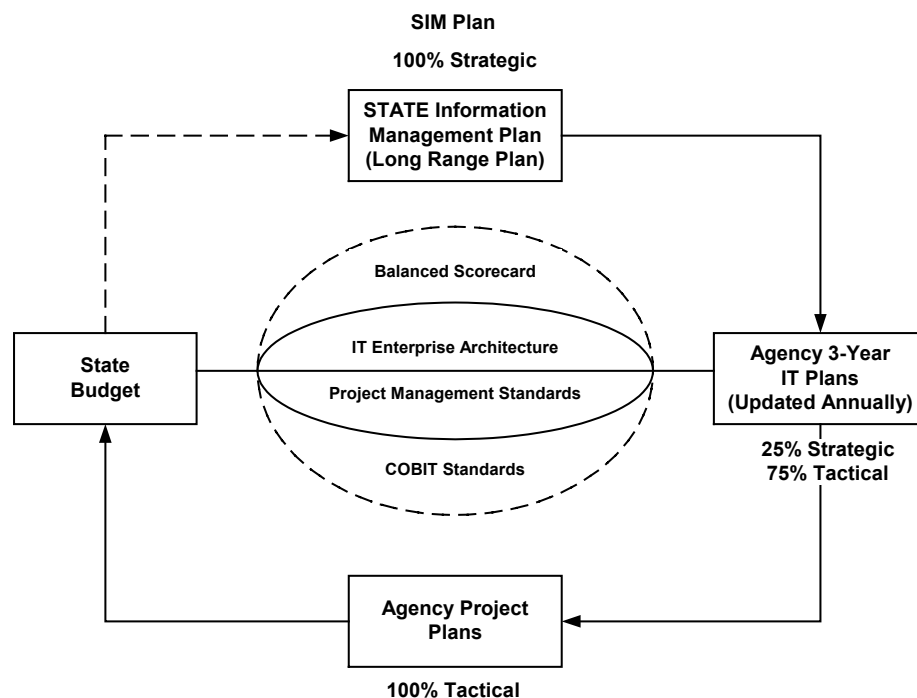 SIM Plan
100% Strategic
STATE Information
Management Plan
(Long Range Plan)
Balanced Scorecard
IT Enterprise Architecture
Project Management Standards
COBIT Standards
State
Budget
Agency 3-Year
IT Plans
(Updated Annually)
25% Strategic
75% Tactical
Agency Project
Plans
100% Tactical